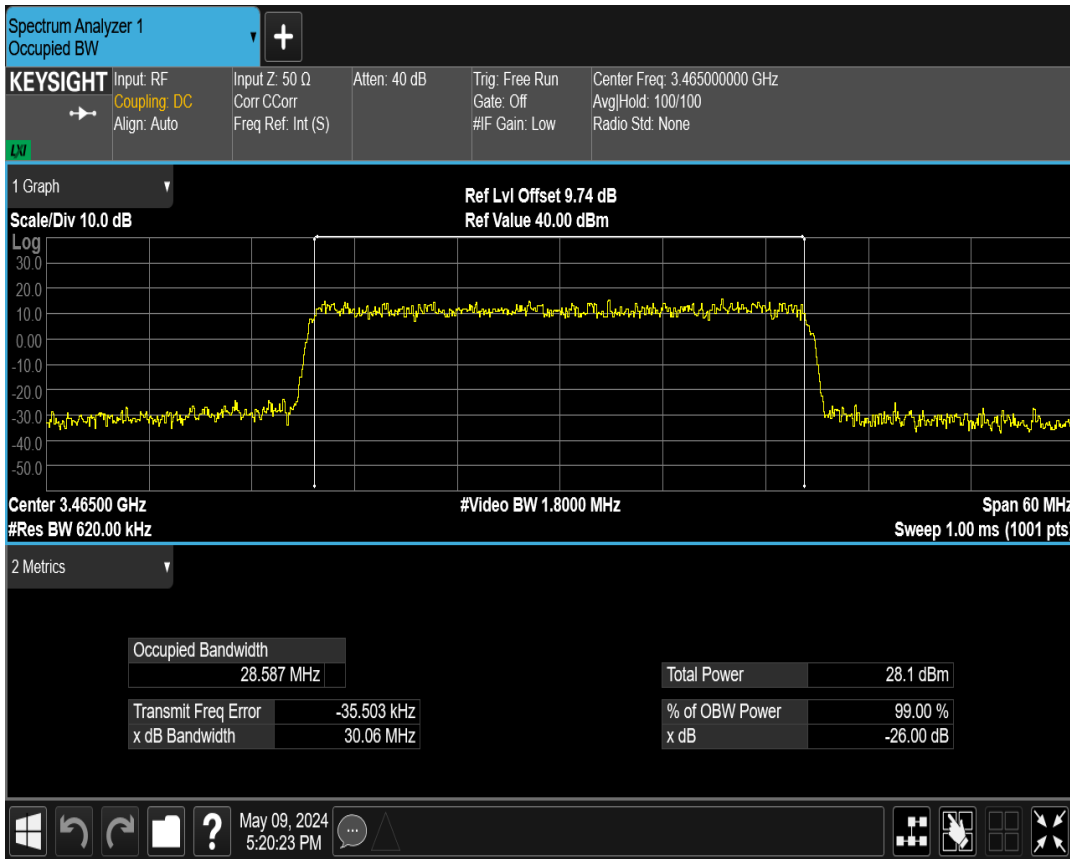 Spectrum Analyzer 1
Occupied BW
+
KEYSIGHT
LXI
Input: RF
Coupling: DC
Align: Auto
Input Z: 50 Ω
Corr CCorr
Freq Ref: Int (S)
Atten: 40 dB
Trig: Free Run
Gate: Off
#IF Gain: Low
Center Freq: 3.465000000 GHz
Avg|Hold: 100/100
Radio Std: None
1 Graph
Scale/Div 10.0 dB
Ref Lvl Offset 9.74 dB
Ref Value 40.00 dBm
Log
30.0
20.0
10.0
0.00
-10.0
-20.0
-30.0
-40.0
-50.0
Center 3.46500 GHz
#Video BW 1.8000 MHz
Span 60 MHz
#Res BW 620.00 kHz
Sweep 1.00 ms (1001 pts)
2 Metrics
Occupied Bandwidth
28.587 MHz
Transmit Freq Error -35.503 kHz
x dB Bandwidth 30.06 MHz
Total Power 28.1 dBm
% of OBW Power 99.00 %
x dB -26.00 dB
?
May 09, 2024
5:20:23 PM